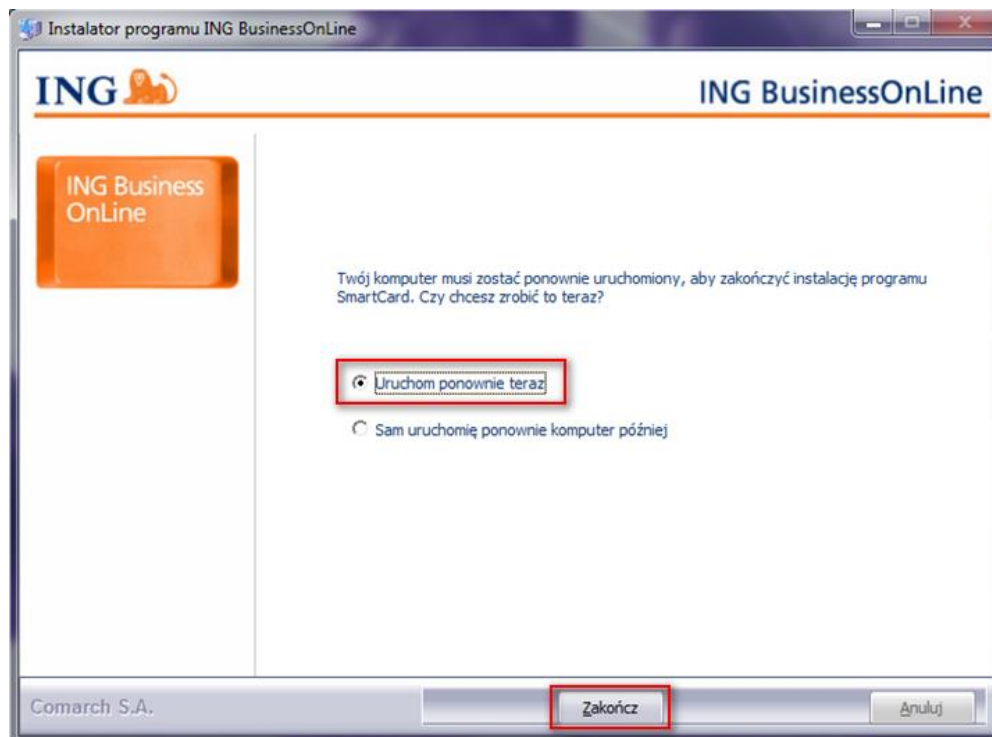 Instalator programu ING BusinessOnLine
ING
ING BusinessOnLine
ING Business
OnLine
Twój komputer musi zostać ponownie uruchomiony, aby zakończyć instalację programu
SmartCard. Czy chcesz zrobić to teraz?
Uruchom ponownie teraz
Sam uruchomię ponownie komputer później
Comarch S.A.
Zakończ
Anuluj